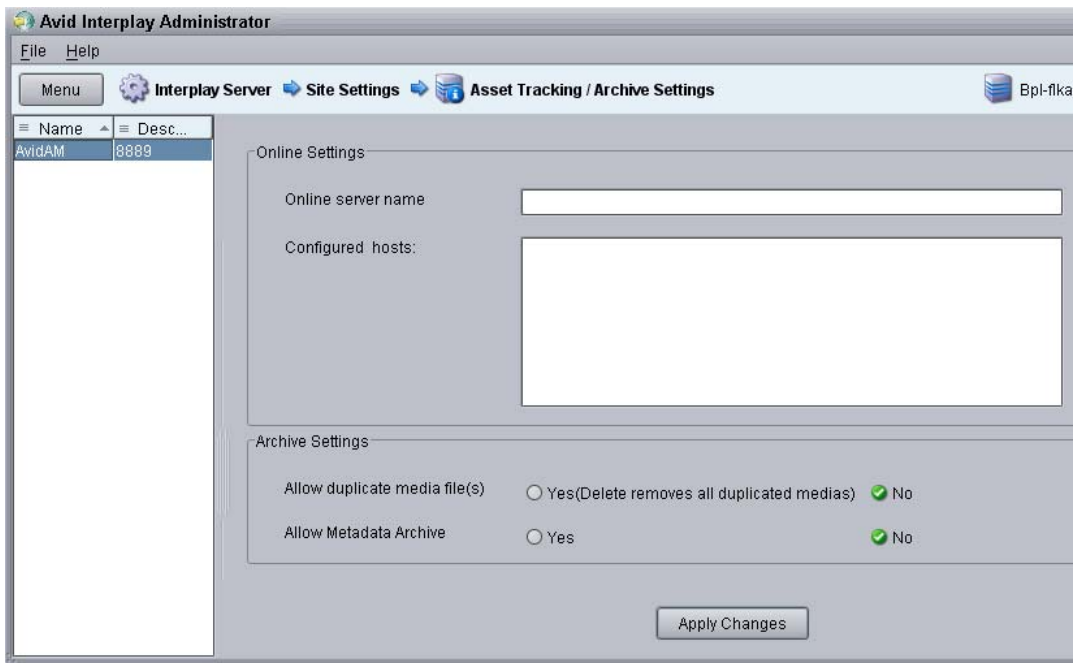 Avid Interplay Administrator
File Help
Menu Interplay Server Site Settings Asset Tracking / Archive Settings Bpl-flka
Name Desc...
AvidAM 8889
Online Settings
Online server name
Configured hosts:
Archive Settings
Allow duplicate media file(s) Yes(Delete removes all duplicated medias) No
Allow Metadata Archive Yes No
Apply Changes